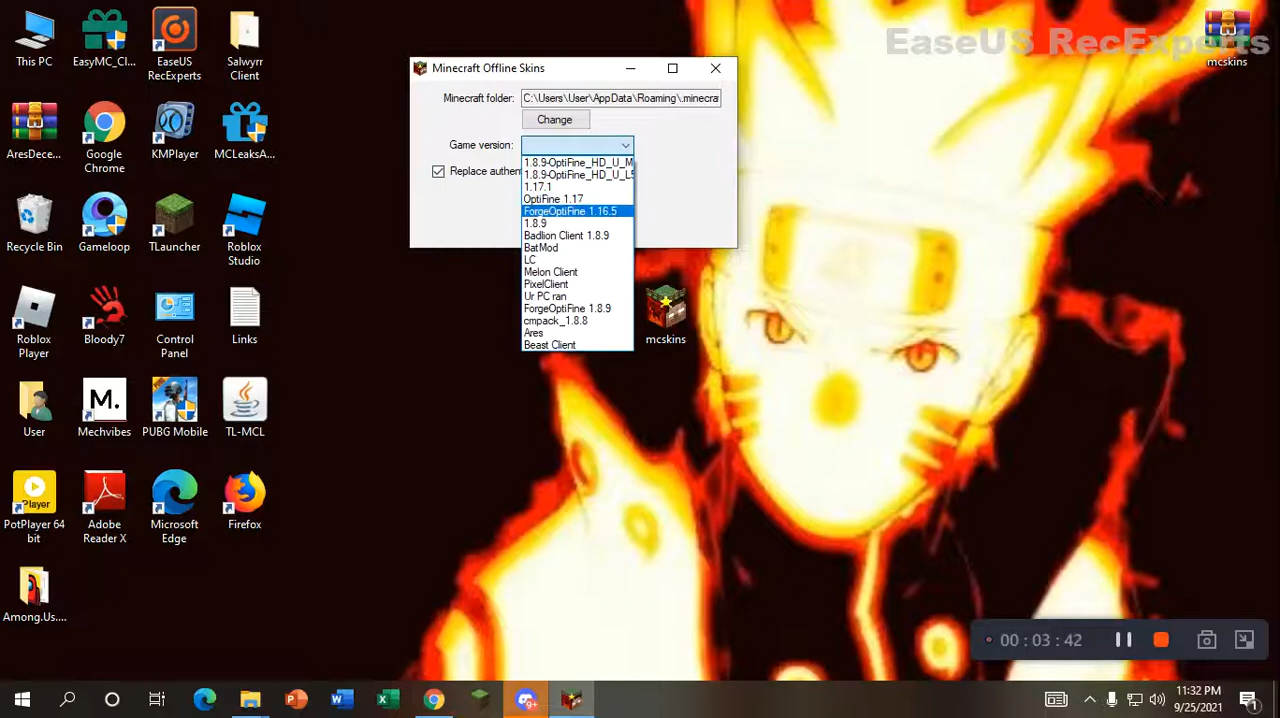 EaseUS RecExperts
This PC
EasyMC_Cl...
EaseUS
RecExperts
Salwyrr
Client
mcskins
AresDece...
Google
Chrome
KMPlayer
MCLeaksA...
Recycle Bin
Gameloop
TLauncher
Roblox
Studio
Roblox
Player
Bloody7
Control
Panel
Links
User
M.
Mechvibes
PUBG Mobile
TL-MCL
Player
PotPlayer 64
bit
Adobe
Reader X
Microsoft
Edge
Firefox
Among.Us....
Minecraft Offline Skins
Minecraft folder:
C:\Users\User\AppData\Roaming\.minecra
Change
Game version:
Replace authen
1.8.9-OptiFine_HD_U_M
1.8.9-OptiFine_HD_U_L5
1.17.1
OptiFine 1.17
ForgeOptiFine 1.16.5
1.8.9
Badlion Client 1.8.9
BatMod
LC
Melon Client
PixelClient
Ur PC ran
ForgeOptiFine 1.8.9
cmpack_1.8.8
Ares
Beast Client
mcskins
00 : 03 : 42
9+
11:32 PM
9/25/2021
1